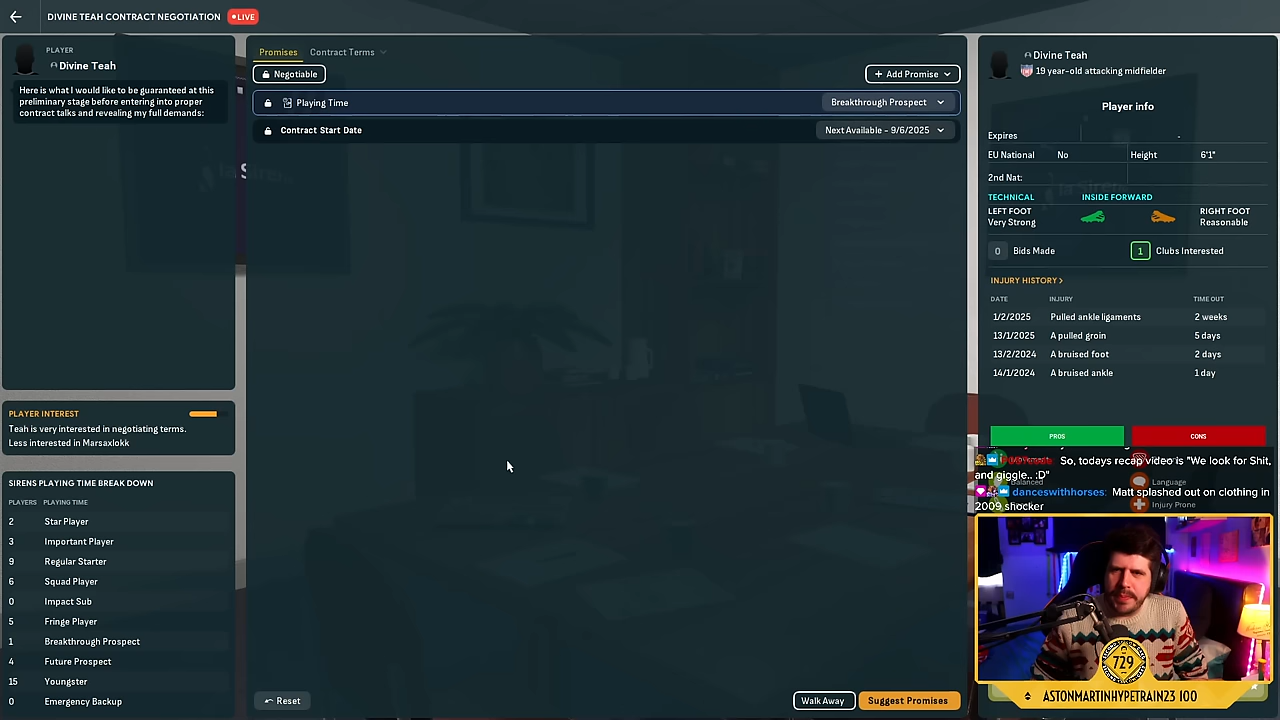 DIVINE TEAH CONTRACT NEGOTIATION
LIVE
PLAYER
Divine Teah
Here is what I would like to be guaranteed at this
preliminary stage before entering into proper
contract talks and revealing my full demands:
PLAYER INTEREST
Teah is very interested in negotiating terms.
Less interested in Marsaxlokk
SIRENS PLAYING TIME BREAK DOWN
PLAYERS PLAYING TIME
2 Star Player
3 Important Player
9 Regular Starter
6 Squad Player
0 Impact Sub
5 Fringe Player
1 Breakthrough Prospect
4 Future Prospect
15 Youngster
0 Emergency Backup
Promises Contract Terms
Negotiable
+ Add Promise
Playing Time Breakthrough Prospect
Contract Start Date Next Available - 9/6/2025
Reset
Walk Away
Suggest Promises
Divine Teah
19 year-old attacking midfielder
Player info
Expires -
EU National No Height 6'1"
2nd Nat:
TECHNICAL INSIDE FORWARD
LEFT FOOT RIGHT FOOT
Very Strong Reasonable
0 Bids Made 1 Clubs Interested
INJURY HISTORY >
DATE INJURY TIME OUT
1/2/2025 Pulled ankle ligaments 2 weeks
13/1/2025 A pulled groin 5 days
13/2/2024 A bruised foot 2 days
14/1/2024 A bruised ankle 1 day
PROS CONS
So, todays recap video is "We look for Shit,
and giggle.. :D"
Balanced Language
danceswithhorses: Matt splashed out on clothing in
2009 shocker
Injury Prone
729
ASTONMARTINHYPETRAIN23 100